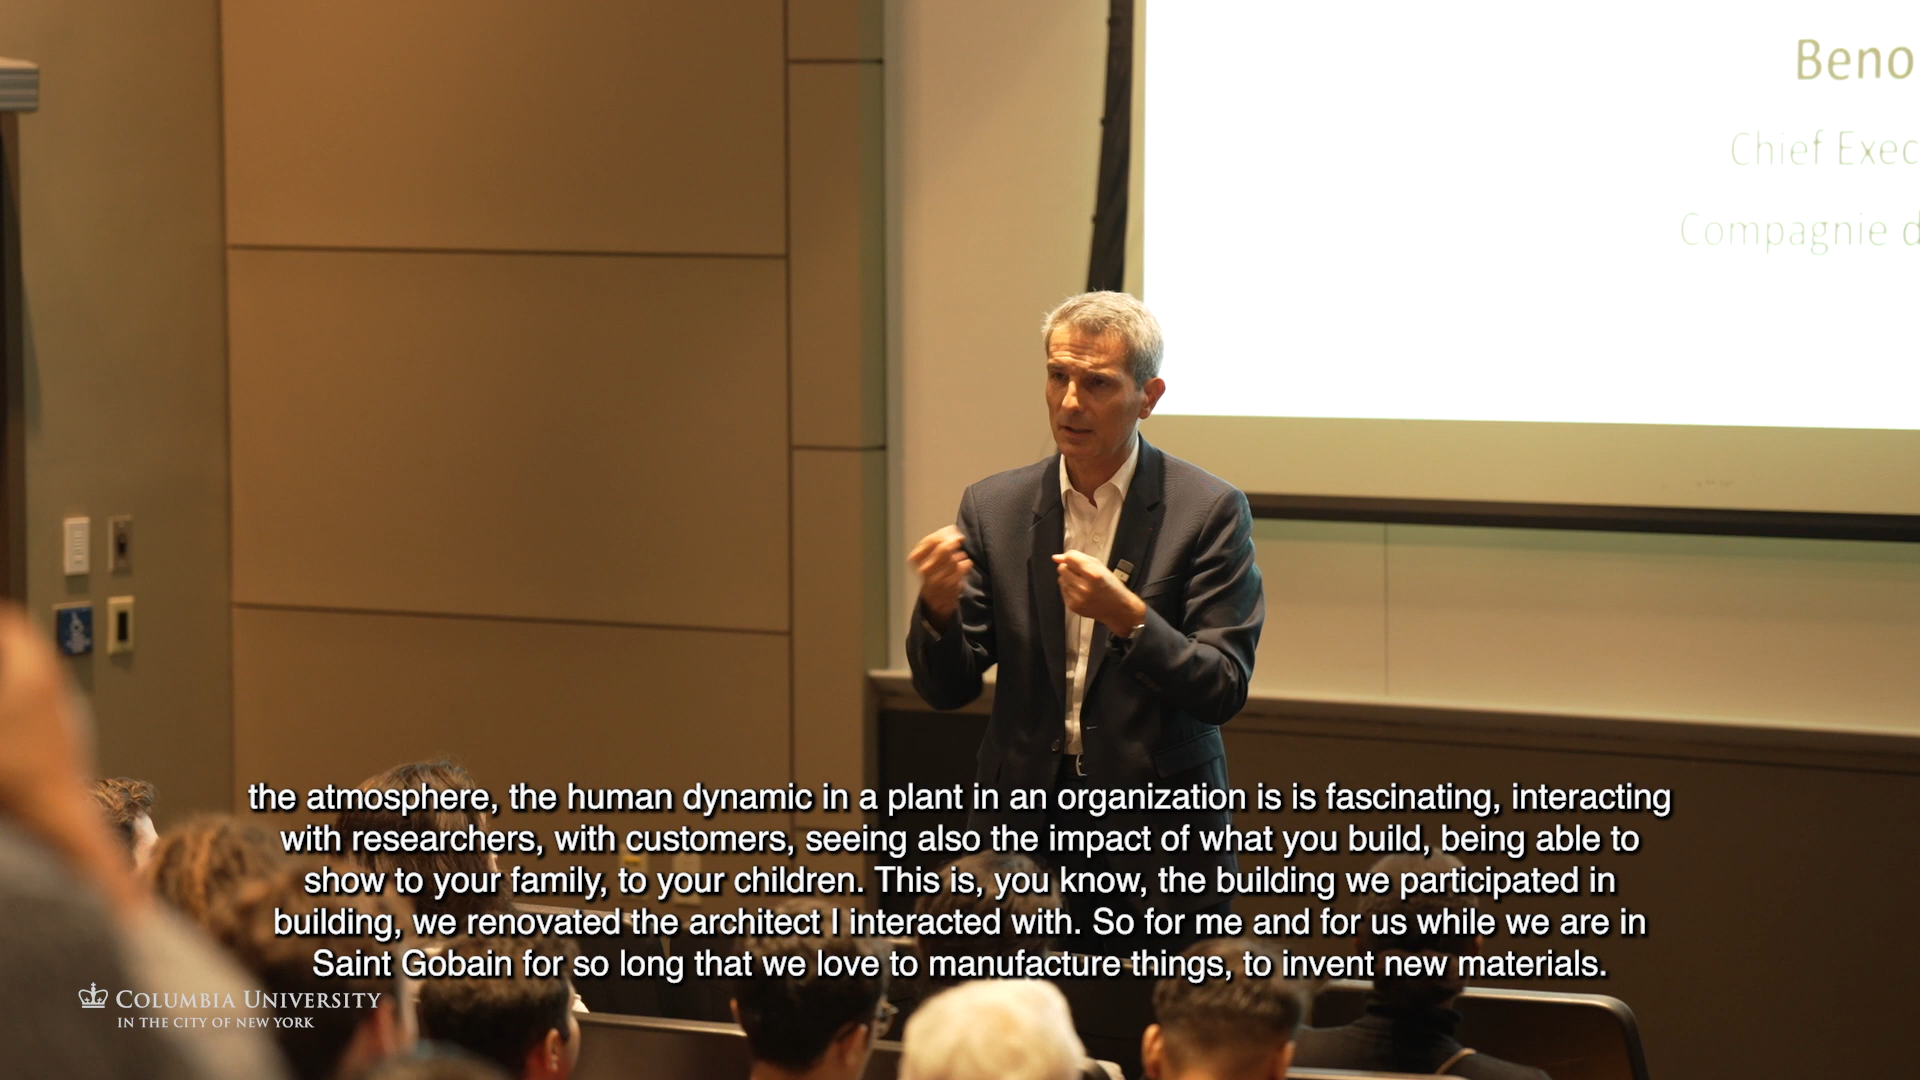 Beno
Chief Exec
Compagnie d
the atmosphere, the human dynamic in a plant in an organization is is fascinating, interacting
with researchers, with customers, seeing also the impact of what you build, being able to
show to your family, to your children. This is, you know, the building we participated in
building, we renovated the architect I interacted with. So for me and for us while we are in
Saint Gobain for so long that we love to manufacture things, to invent new materials.
COLUMBIA UNIVERSITY
IN THE CITY OF NEW YORK